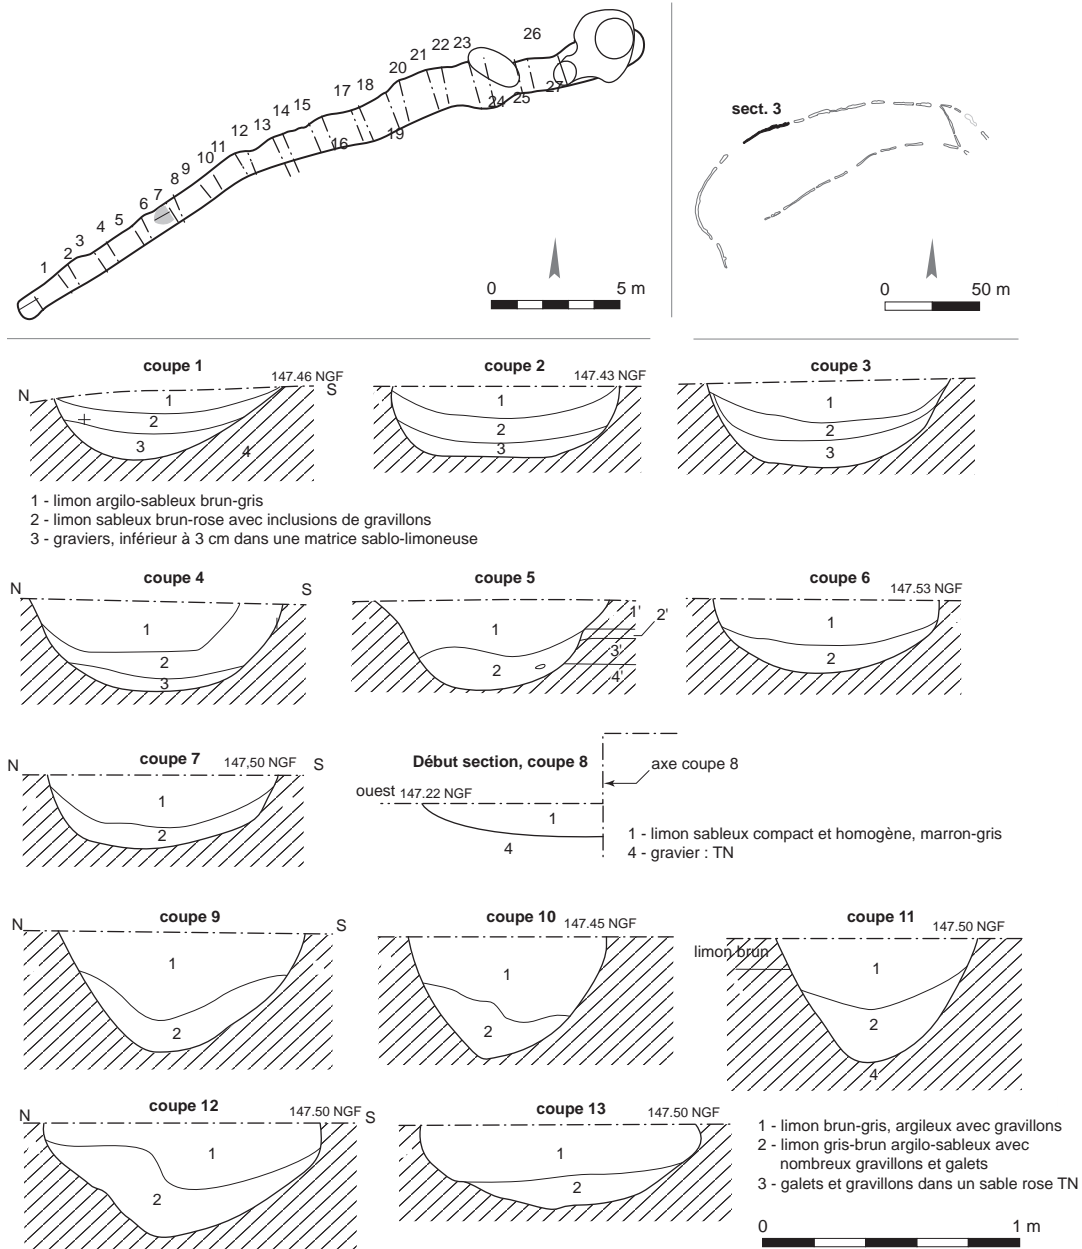 26
23
22
21
20
18
17
15
14
13
12
11
10
9
8
7
6
5
4
3
2
1
16
19
24
25
27
0 5 m
sect. 3
0 50 m
coupe 1
147.46 NGF
N S
1
2
3
4
coupe 2
147.43 NGF
1
2
3
coupe 3
1
2
3
1 - limon argilo-sableux brun-gris
2 - limon sableux brun-rose avec inclusions de gravillons
3 - graviers, inférieur à 3 cm dans une matrice sablo-limoneuse
coupe 4
N S
1
2
3
coupe 5
1
2
1'
2'
3'
4'
coupe 6
147.53 NGF
1
2
coupe 7
147,50 NGF
N S
1
2
Début section, coupe 8
axe coupe 8
ouest 147.22 NGF
1
4
1 - limon sableux compact et homogène, marron-gris
4 - gravier : TN
coupe 9
N S
1
2
coupe 10
147.45 NGF
1
2
coupe 11
147.50 NGF
limon brun
1
2
4
coupe 12
147.50 NGF
N S
1
2
coupe 13
147.50 NGF
1
2
1 - limon brun-gris, argileux avec gravillons
2 - limon gris-brun argilo-sableux avec
nombreux gravillons et galets
3 - galets et gravillons dans un sable rose TN
0 1 m